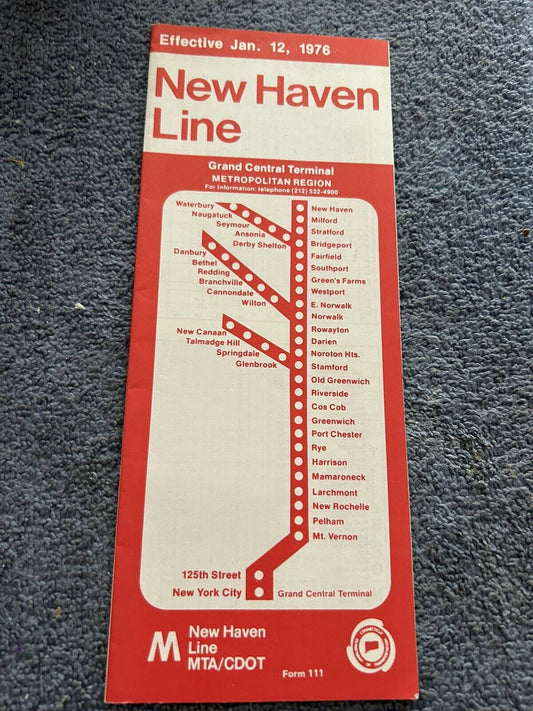 Effective Jan. 12, 1976
New Haven
Line
Grand Central Terminal
METROPOLITAN REGION
For Information: telephone (212) 532-4900
Waterbury
Naugatuck
Seymour
Ansonia
Derby Shelton
Danbury
Bethel
Redding
Branchville
Cannondale
Wilton
New Canaan
Talmadge Hill
Springdale
Glenbrook
New Haven
Milford
Stratford
Bridgeport
Fairfield
Southport
Green's Farms
Westport
E. Norwalk
Norwalk
Rowayton
Darien
Noroton Hts.
Stamford
Old Greenwich
Riverside
Cos Cob
Greenwich
Port Chester
Rye
Harrison
Mamaroneck
Larchmont
New Rochelle
Pelham
Mt. Vernon
125th Street
New York City
Grand Central Terminal
M
New Haven
Line
MTA/CDOT
Form 111